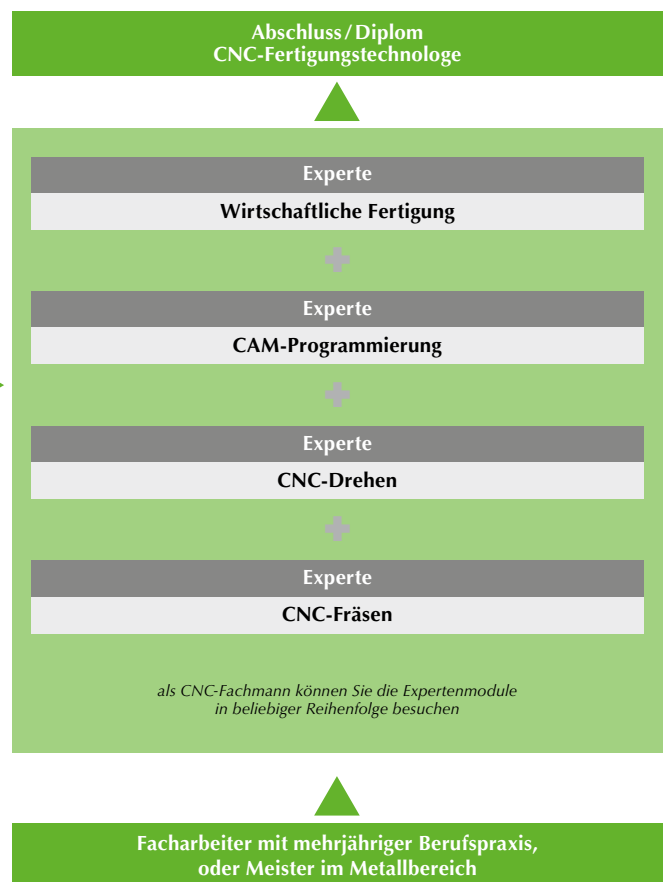 Abschluss/Diplom
CNC-Fertigungstechnologe
Experte
Wirtschaftliche Fertigung
Experte
CAM-Programmierung
Experte
CNC-Drehen
Experte
CNC-Fräsen
als CNC-Fachmann können Sie die Expertenmodule
in beliebiger Reihenfolge besuchen
Facharbeiter mit mehrjähriger Berufspraxis,
oder Meister im Metallbereich